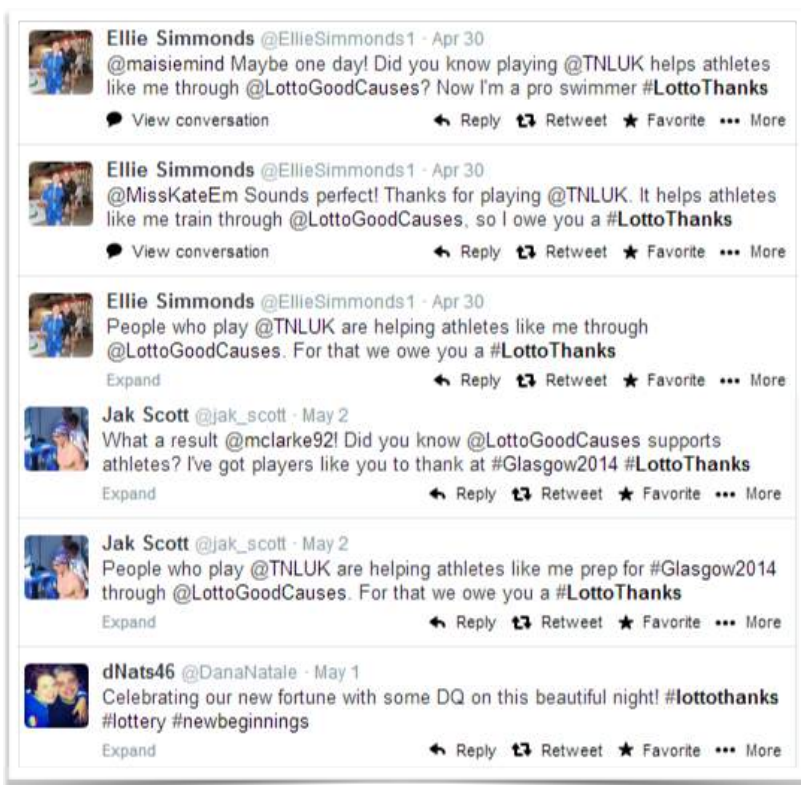 Ellie Simmonds @EllieSimmonds1 · Apr 30
@maisiemind Maybe one day! Did you know playing @TNLUK helps athletes
like me through @LottoGoodCauses? Now I'm a pro swimmer #LottoThanks
View conversation Reply Retweet Favorite More
Ellie Simmonds @EllieSimmonds1 · Apr 30
@MissKateEm Sounds perfect! Thanks for playing @TNLUK. It helps athletes
like me train through @LottoGoodCauses, so I owe you a #LottoThanks
View conversation Reply Retweet Favorite More
Ellie Simmonds @EllieSimmonds1 · Apr 30
People who play @TNLUK are helping athletes like me through
@LottoGoodCauses. For that we owe you a #LottoThanks
Expand Reply Retweet Favorite More
Jak Scott @jak_scott · May 2
What a result @mclarke92! Did you know @LottoGoodCauses supports
athletes? I've got players like you to thank at #Glasgow2014 #LottoThanks
Expand Reply Retweet Favorite More
Jak Scott @jak_scott · May 2
People who play @TNLUK are helping athletes like me prep for #Glasgow2014
through @LottoGoodCauses. For that we owe you a #LottoThanks
Expand Reply Retweet Favorite More
dNats46 @DanaNatale · May 1
Celebrating our new fortune with some DQ on this beautiful night! #lottothanks
#lottery #newbeginnings
Expand Reply Retweet Favorite More